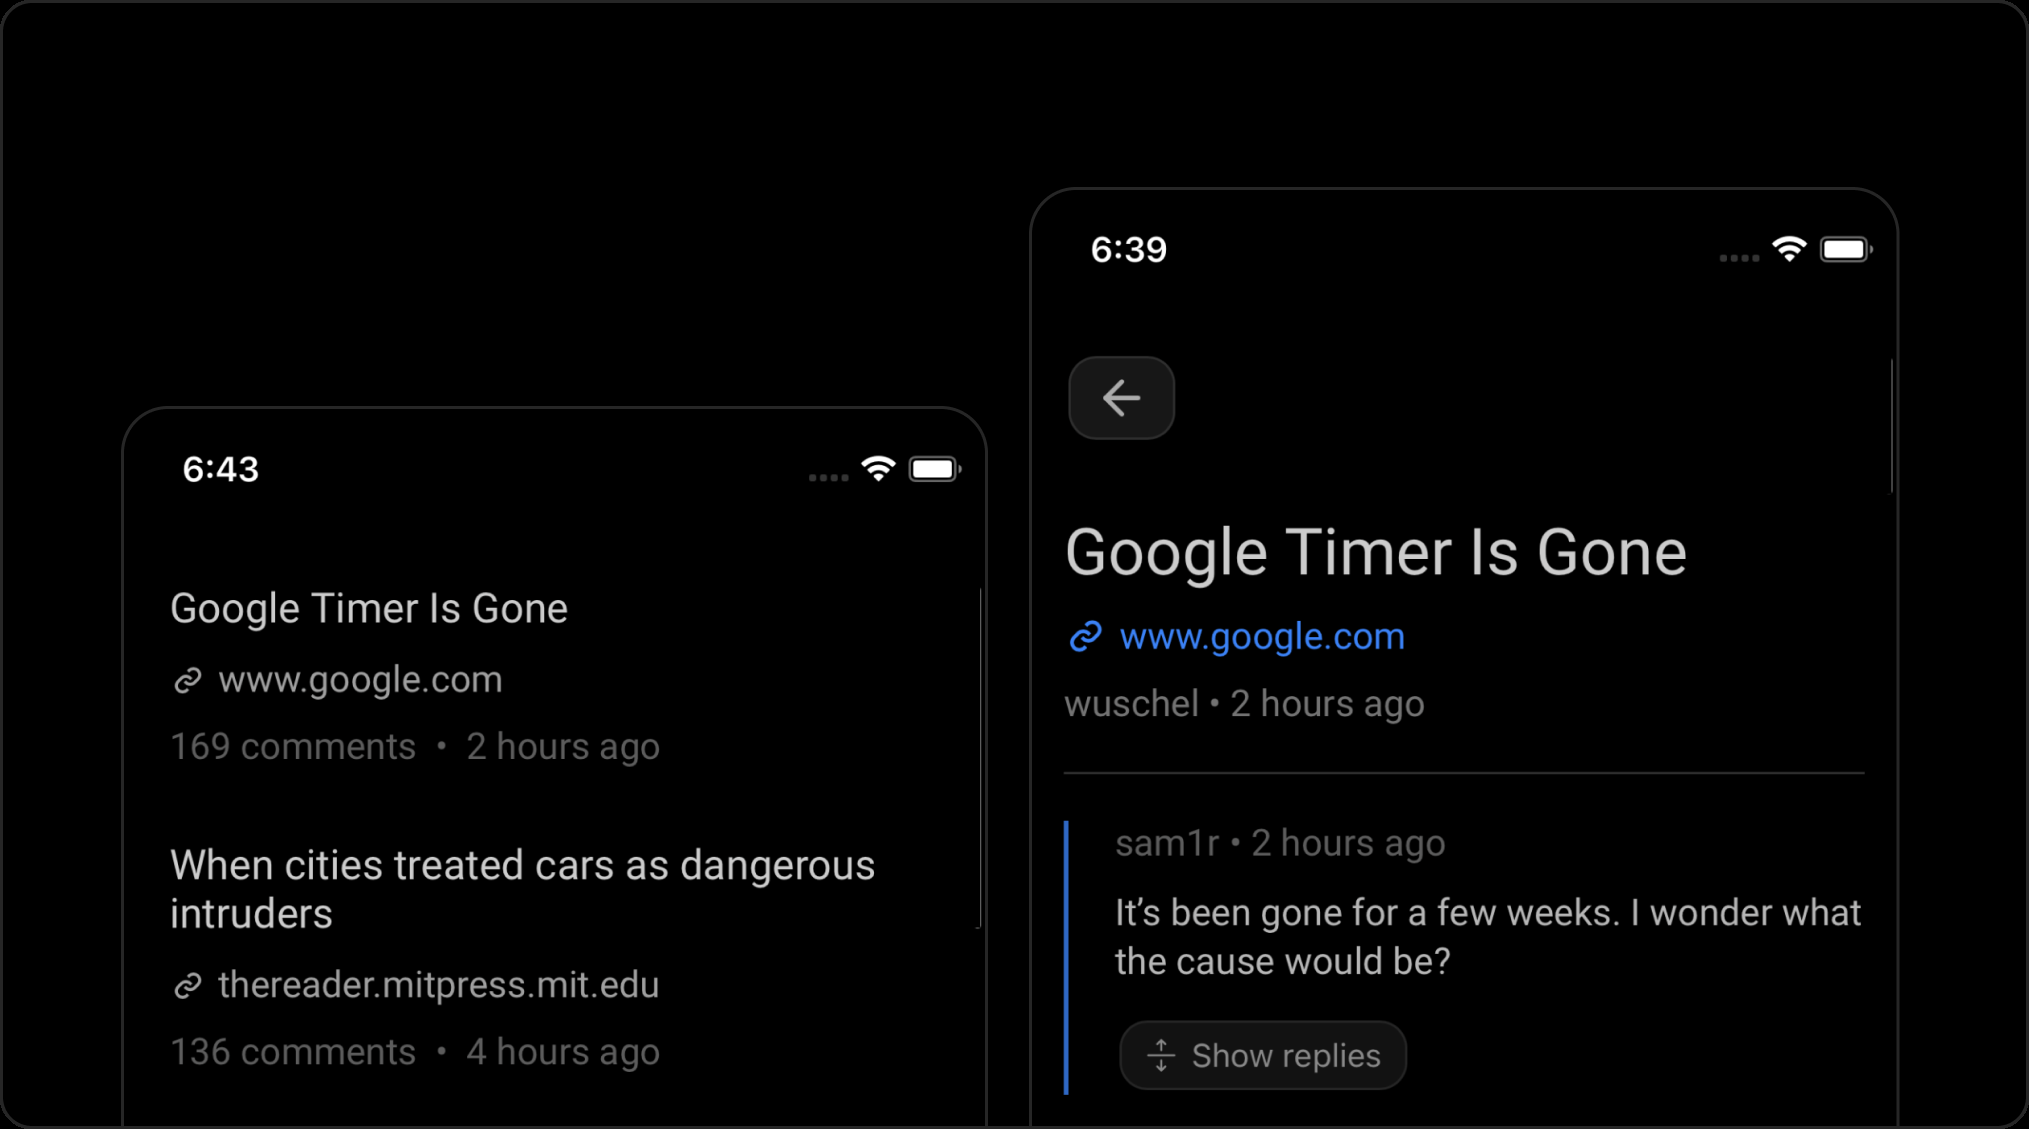 6:43
Google Timer Is Gone
www.google.com
169 comments • 2 hours ago
When cities treated cars as dangerous
intruders
thereader.mitpress.mit.edu
136 comments • 4 hours ago
6:39
Google Timer Is Gone
www.google.com
wuschel • 2 hours ago
sam1r • 2 hours ago
It’s been gone for a few weeks. I wonder what
the cause would be?
Show replies